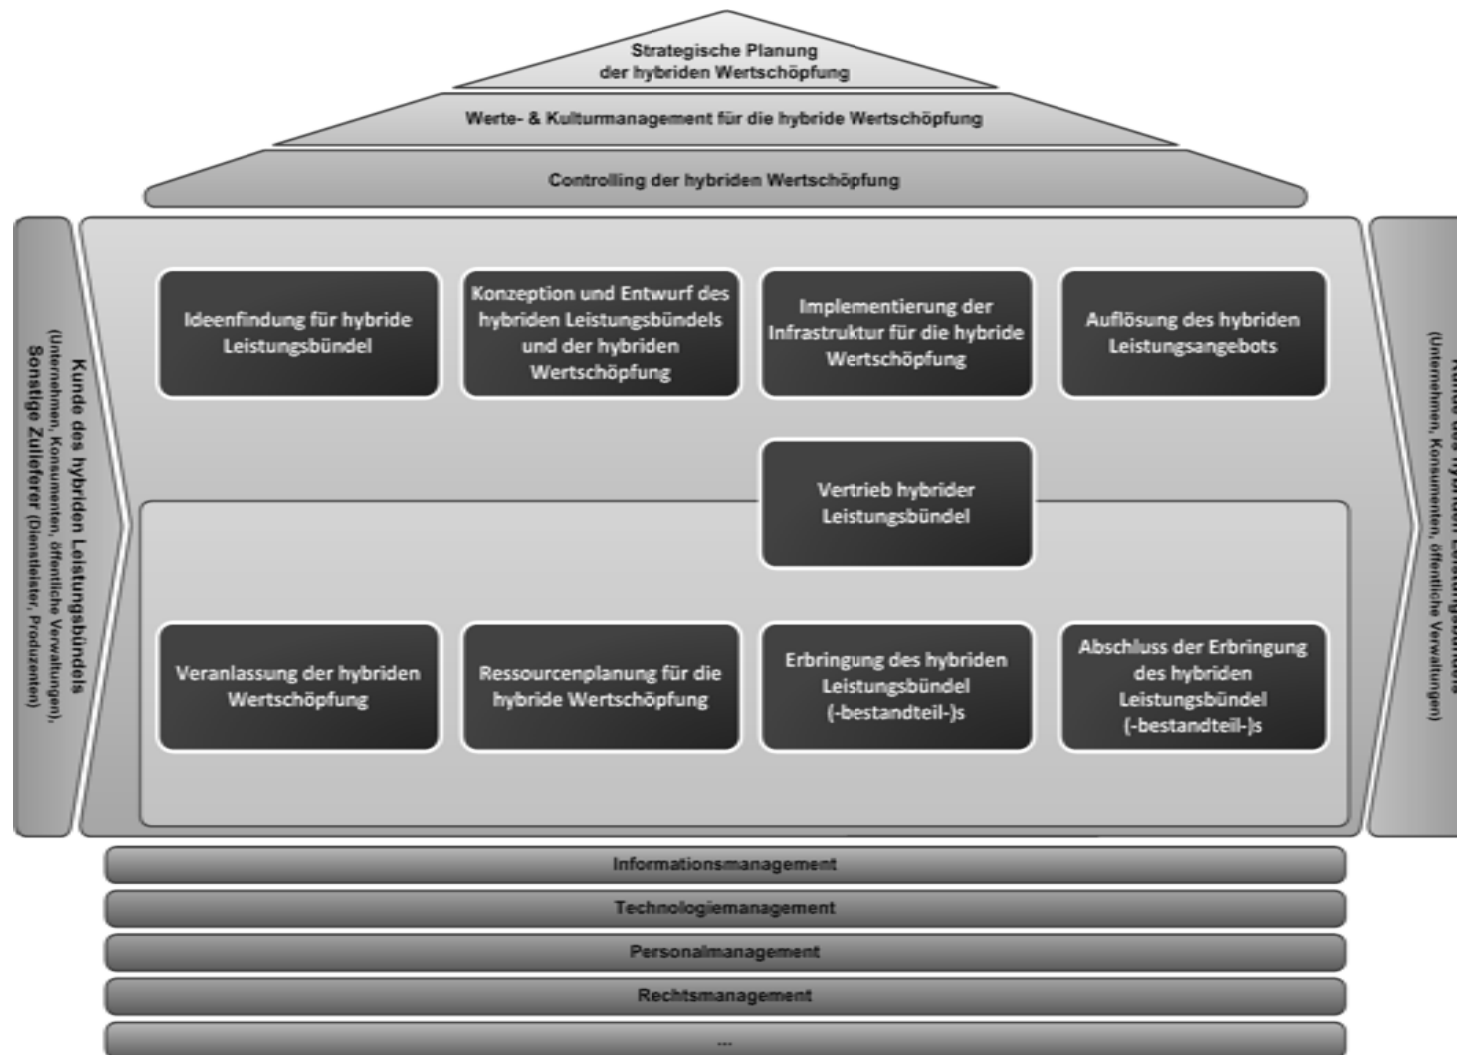 Strategische Planung
der hybriden Wertschöpfung
Werte- & Kulturmanagement für die hybride Wertschöpfung
Controlling der hybriden Wertschöpfung
Kunde des hybriden Leistungsbündels
(Unternehmen, Konsumenten, öffentliche Verwaltungen),
Sonstige Zulieferer (Dienstleister, Produzenten)
Ideenfindung für hybride
Leistungsbündel
Konzeption und Entwurf des
hybriden Leistungsbündels
und der hybriden
Wertschöpfung
Implementierung der
Infrastruktur für die hybride
Wertschöpfung
Auflösung des hybriden
Leistungsangebots
Vertrieb hybrider
Leistungsbündel
Veranlassung der hybriden
Wertschöpfung
Ressourcenplanung für die
hybride Wertschöpfung
Erbringung des hybriden
Leistungsbündel
(-bestandteil-)s
Abschluss der Erbringung
des hybriden
Leistungsbündel
(-bestandteil-)s
Kunde des hybriden Leistungsbündels
(Unternehmen, Konsumenten, öffentliche Verwaltungen)
Informationsmanagement
Technologiemanagement
Personalmanagement
Rechtsmanagement
...